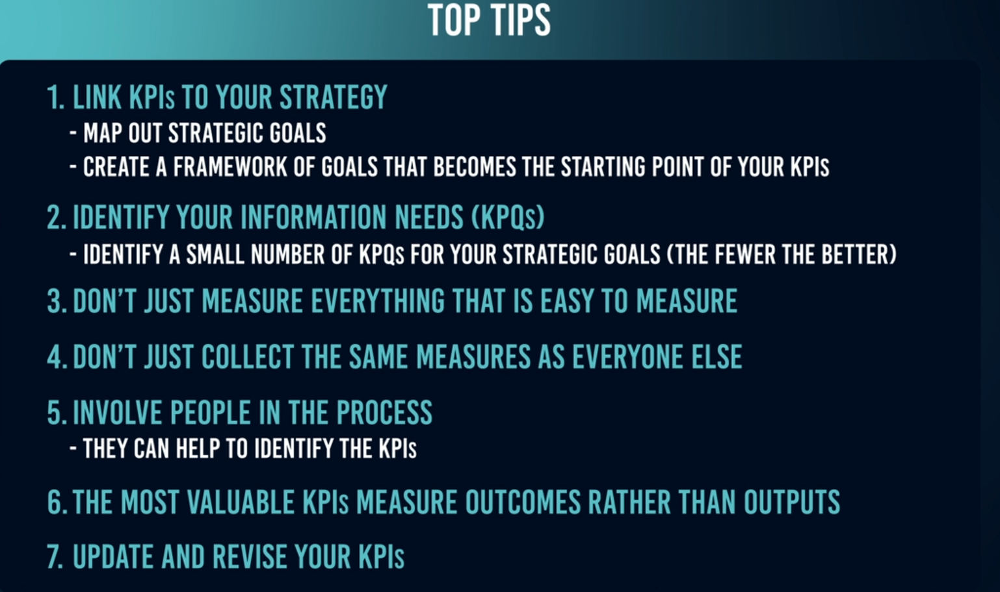 TOP TIPS
1. LINK KPIs TO YOUR STRATEGY
- MAP OUT STRATEGIC GOALS
- CREATE A FRAMEWORK OF GOALS THAT BECOMES THE STARTING POINT OF YOUR KPIs
2. IDENTIFY YOUR INFORMATION NEEDS (KPQs)
- IDENTIFY A SMALL NUMBER OF KPQs FOR YOUR STRATEGIC GOALS (THE FEWER THE BETTER)
3. DON’T JUST MEASURE EVERYTHING THAT IS EASY TO MEASURE
4. DON’T JUST COLLECT THE SAME MEASURES AS EVERYONE ELSE
5. INVOLVE PEOPLE IN THE PROCESS
- THEY CAN HELP TO IDENTIFY THE KPIs
6. THE MOST VALUABLE KPIs MEASURE OUTCOMES RATHER THAN OUTPUTS
7. UPDATE AND REVISE YOUR KPIs